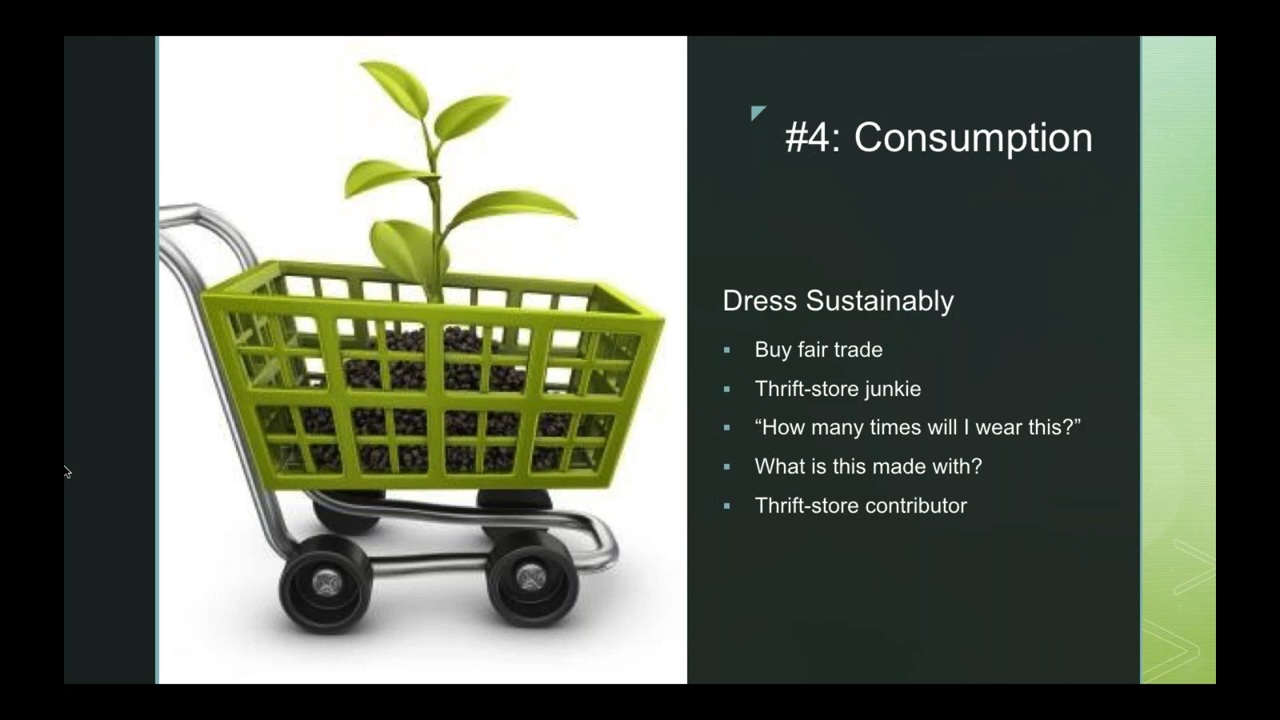 #4: Consumption
Dress Sustainably
Buy fair trade
Thrift-store junkie
“How many times will I wear this?”
What is this made with?
Thrift-store contributor